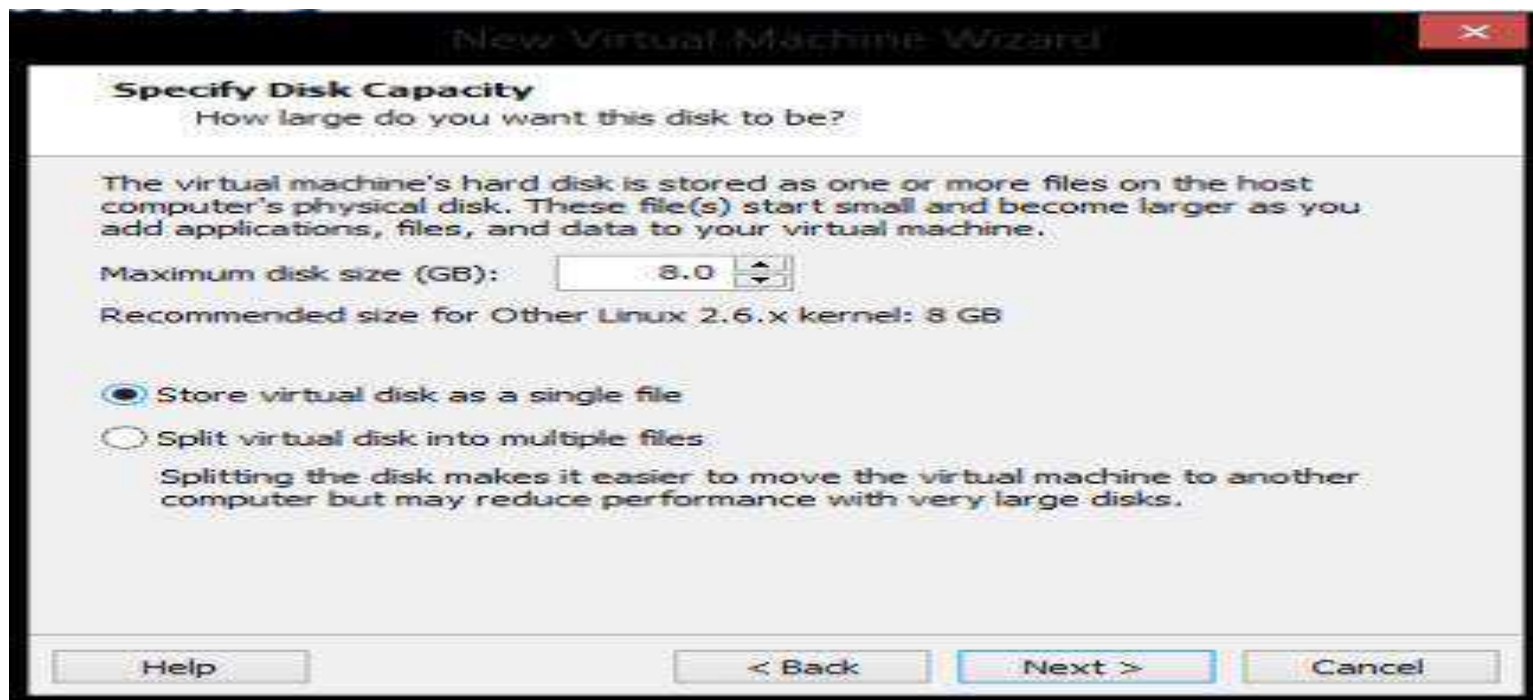 New Virtual Machine Wizard
Specify Disk Capacity
How large do you want this disk to be?
The virtual machine's hard disk is stored as one or more files on the host
computer's physical disk. These file(s) start small and become larger as you
add applications, files, and data to your virtual machine.
Maximum disk size (GB): 8.0
Recommended size for Other Linux 2.6.x kernel: 8 GB
Store virtual disk as a single file
Split virtual disk into multiple files
Splitting the disk makes it easier to move the virtual machine to another
computer but may reduce performance with very large disks.
Help < Back Next > Cancel